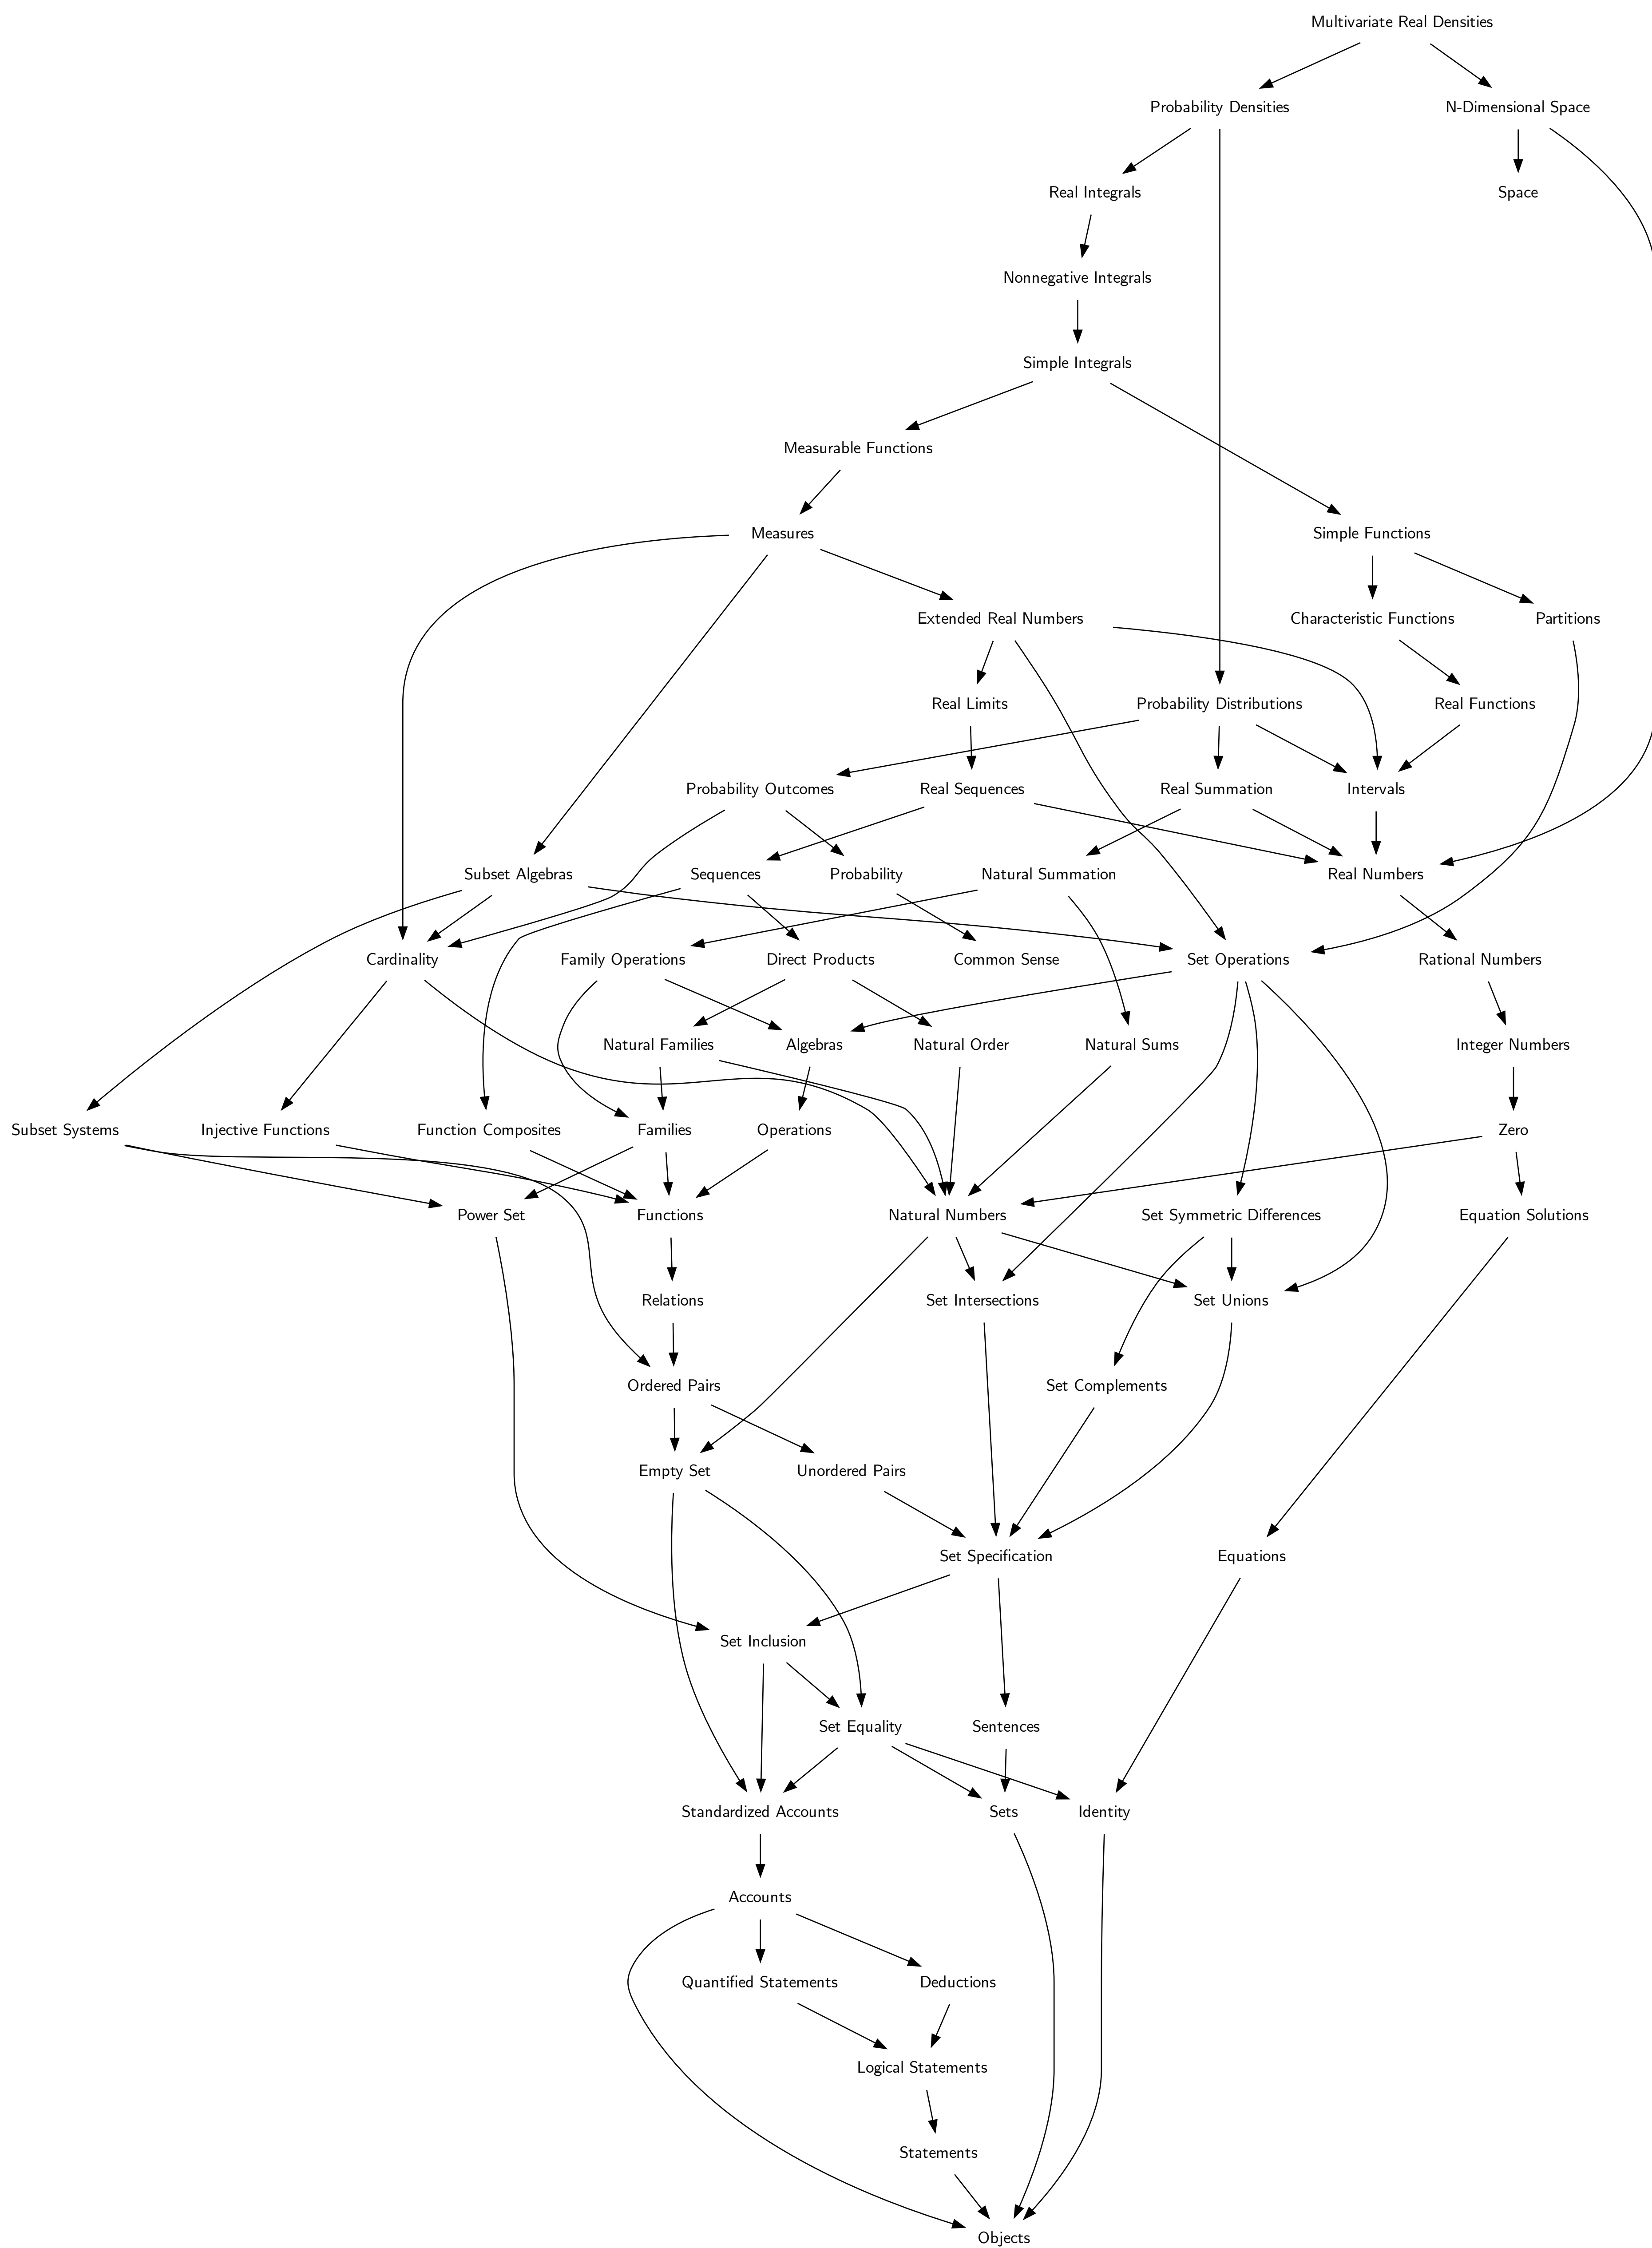 Multivariate Real Densities
Probability Densities
N-Dimensional Space
Real Integrals
Space
Nonnegative Integrals
Simple Integrals
Measurable Functions
Measures
Simple Functions
Extended Real Numbers
Characteristic Functions
Partitions
Real Limits
Probability Distributions
Real Functions
Probability Outcomes
Real Sequences
Real Summation
Intervals
Subset Algebras
Sequences
Probability
Natural Summation
Real Numbers
Cardinality
Family Operations
Direct Products
Common Sense
Set Operations
Rational Numbers
Natural Families
Algebras
Natural Order
Natural Sums
Integer Numbers
Subset Systems
Injective Functions
Function Composites
Families
Operations
Zero
Power Set
Functions
Natural Numbers
Set Symmetric Differences
Equation Solutions
Relations
Set Intersections
Set Unions
Ordered Pairs
Set Complements
Empty Set
Unordered Pairs
Set Specification
Equations
Set Inclusion
Set Equality
Sentences
Standardized Accounts
Sets
Identity
Accounts
Quantified Statements
Deductions
Logical Statements
Statements
Objects